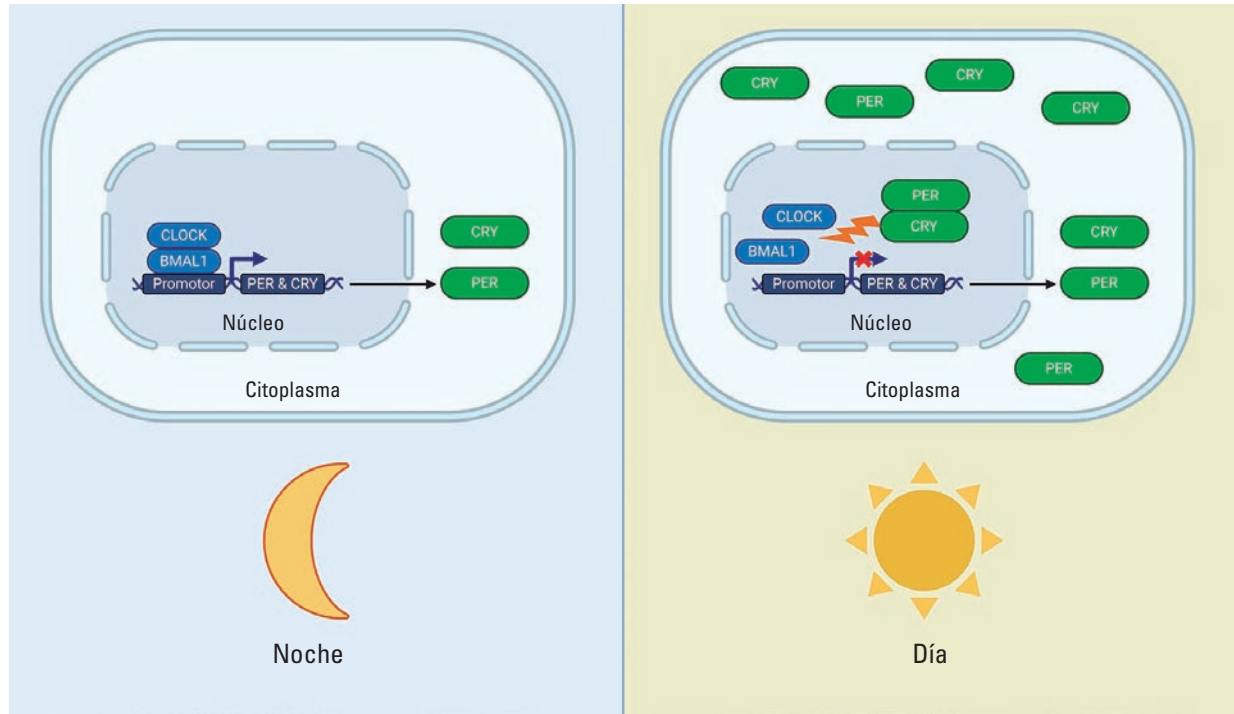 CLOCK
BMAL1
Promotor
PER & CRY
CRY
PER
Núcleo
Citoplasma
Noche
CRY
PER
CRY
CRY
PER
CRY
CLOCK
BMAL1
Promotor
PER & CRY
CRY
PER
Núcleo
PER
Citoplasma
Día